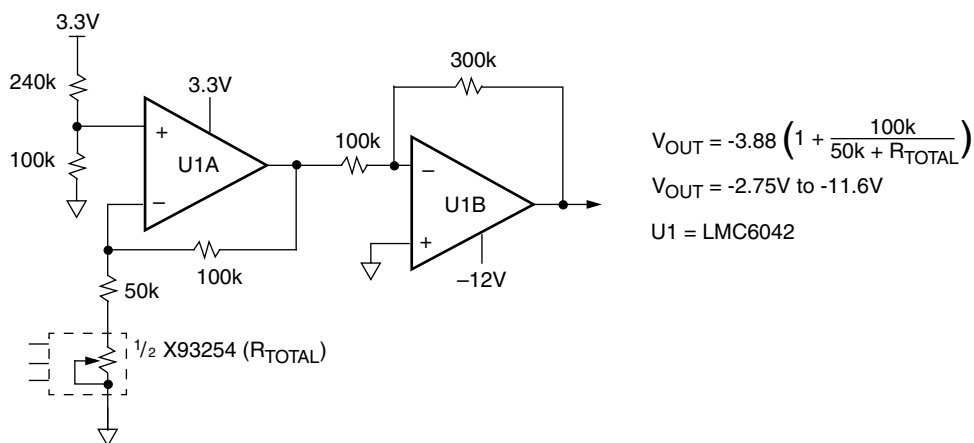 3.3V
240k
100k
3.3V
+
U1A
−
100k
50k
1/2 X93254 (RTOTAL)
100k
300k
−
U1B
+
–12V
VOUT = -3.88 (1 + 100k / (50k + RTOTAL))
VOUT = -2.75V to -11.6V
U1 = LMC6042